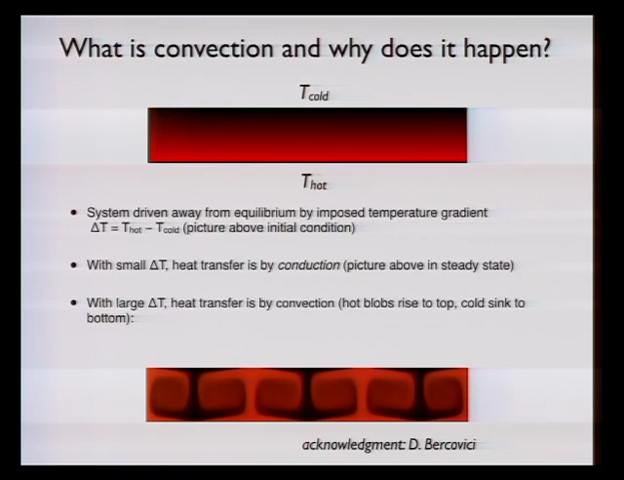 What is convection and why does it happen?
Tcold
Thot
• System driven away from equilibrium by imposed temperature gradient
ΔT = Thot − Tcold (picture above initial condition)
• With small ΔT, heat transfer is by conduction (picture above in steady state)
• With large ΔT, heat transfer is by convection (hot blobs rise to top, cold sink to
bottom):
acknowledgment: D. Bercovici